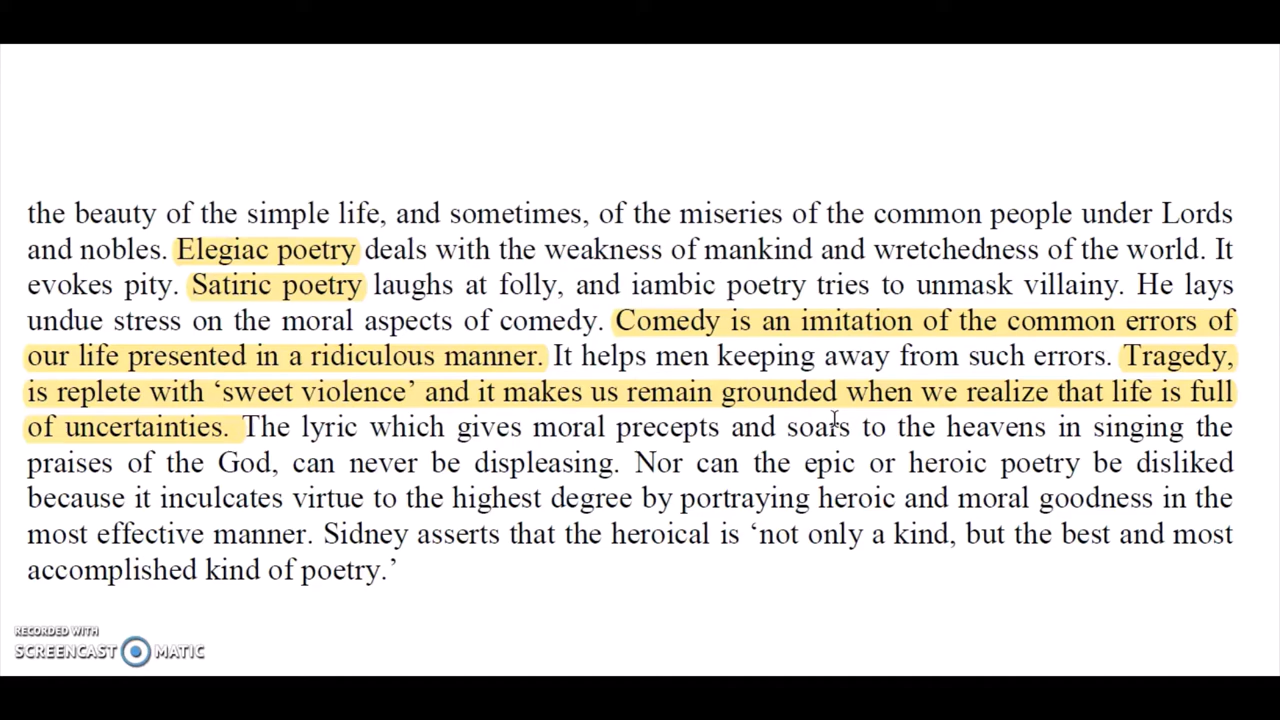 the beauty of the simple life, and sometimes, of the miseries of the common people under Lords
and nobles. Elegiac poetry deals with the weakness of mankind and wretchedness of the world. It
evokes pity. Satiric poetry laughs at folly, and iambic poetry tries to unmask villainy. He lays
undue stress on the moral aspects of comedy. Comedy is an imitation of the common errors of
our life presented in a ridiculous manner. It helps men keeping away from such errors. Tragedy,
is replete with ‘sweet violence’ and it makes us remain grounded when we realize that life is full
of uncertainties. The lyric which gives moral precepts and soars to the heavens in singing the
praises of the God, can never be displeasing. Nor can the epic or heroic poetry be disliked
because it inculcates virtue to the highest degree by portraying heroic and moral goodness in the
most effective manner. Sidney asserts that the heroical is ‘not only a kind, but the best and most
accomplished kind of poetry.’
RECORDED WITH
SCREENCAST MATIC